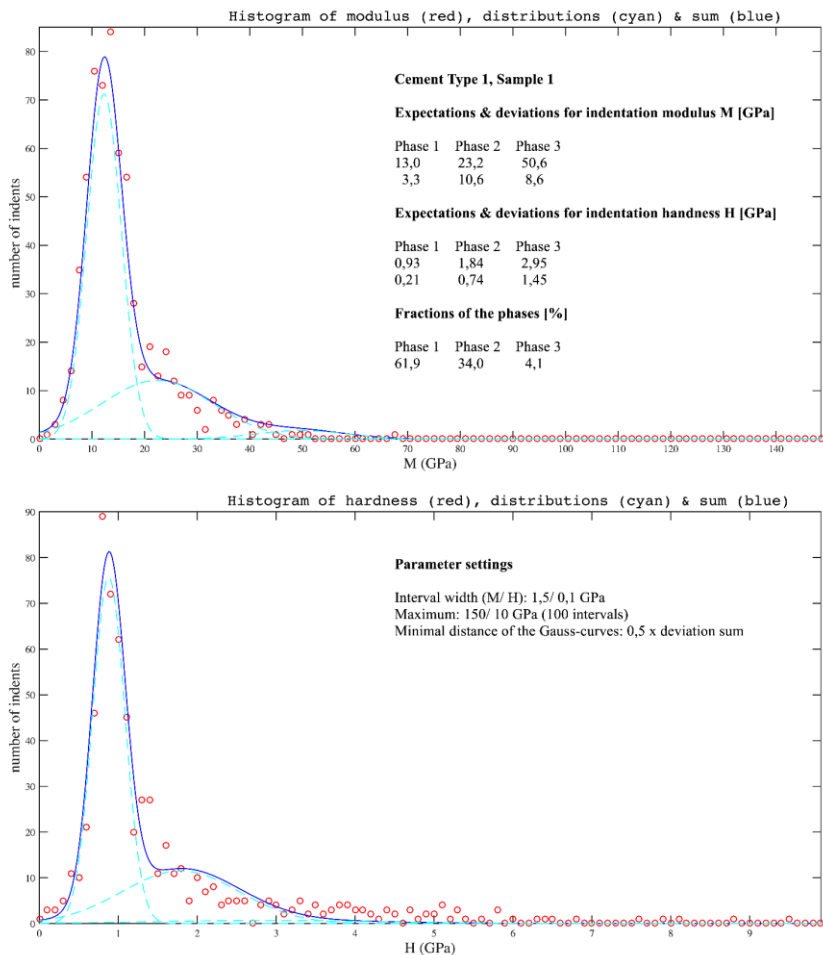 Histogram of modulus (red), distributions (cyan) & sum (blue)
80
70
60
50
40
30
20
10
0
number of indents
Cement Type 1, Sample 1
Expectations & deviations for indentation modulus M [GPa]
Phase 1 Phase 2 Phase 3
13,0 23,2 50,6
3,3 10,6 8,6
Expectations & deviations for indentation handness H [GPa]
Phase 1 Phase 2 Phase 3
0,93 1,84 2,95
0,21 0,74 1,45
Fractions of the phases [%]
Phase 1 Phase 2 Phase 3
61,9 34,0 4,1
0 10 20 30 40 50 60 70 80 90 100 110 120 130 140
M (GPa)
Histogram of hardness (red), distributions (cyan) & sum (blue)
90
80
70
60
50
40
30
20
10
0
number of indents
Parameter settings
Interval width (M/ H): 1,5/ 0,1 GPa
Maximum: 150/ 10 GPa (100 intervals)
Minimal distance of the Gauss-curves: 0,5 x deviation sum
0 1 2 3 4 5 6 7 8 9
H (GPa)